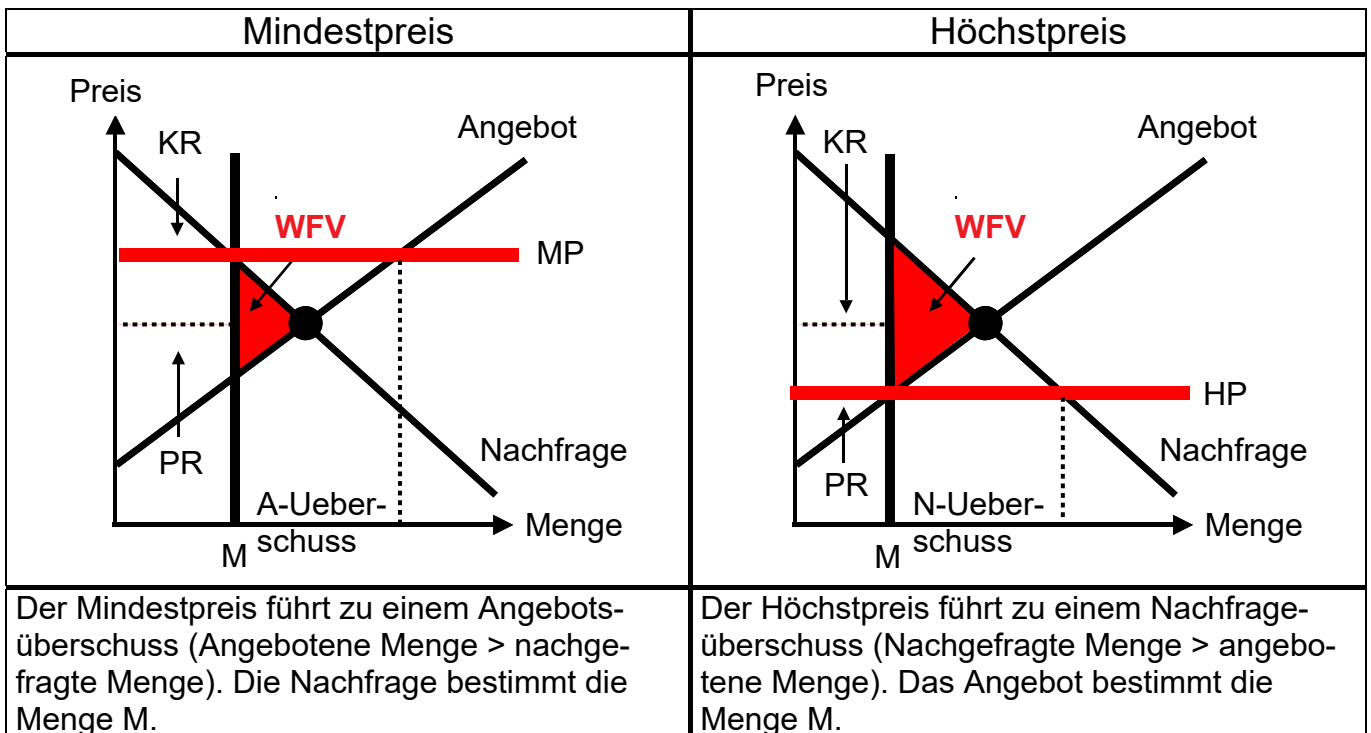 Mindestpreis
Höchstpreis
Preis
KR
Angebot
WFV
MP
PR
Nachfrage
A-Ueber-
schuss
M
Menge
Preis
KR
Angebot
WFV
HP
PR
Nachfrage
N-Ueber-
schuss
M
Menge
Der Mindestpreis führt zu einem Angebots-
überschuss (Angebotene Menge > nachge-
fragte Menge). Die Nachfrage bestimmt die
Menge M.
Der Höchstpreis führt zu einem Nachfrage-
überschuss (Nachgefragte Menge > angebo-
tene Menge). Das Angebot bestimmt die
Menge M.